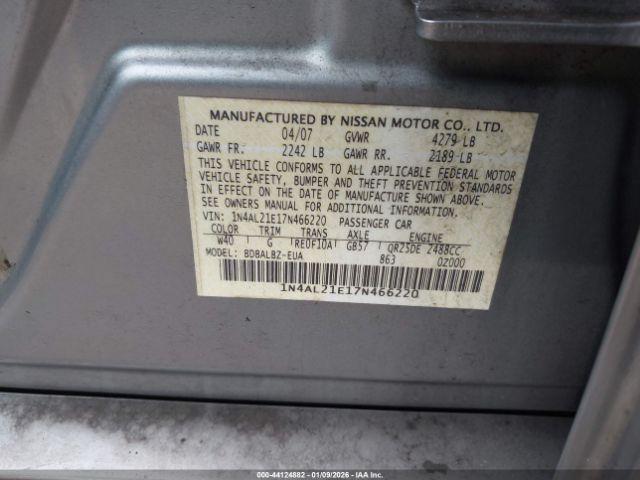 MANUFACTURED BY NISSAN MOTOR CO., LTD.
DATE 04/07 GVWR 4279 LB
GAWR FR. 2242 LB GAWR RR. 2189 LB
THIS VEHICLE CONFORMS TO ALL APPLICABLE FEDERAL MOTOR
VEHICLE SAFETY, BUMPER AND THEFT PREVENTION STANDARDS
IN EFFECT ON THE DATE OF MANUFACTURE SHOWN ABOVE.
SEE OWNERS MANUAL FOR ADDITIONAL INFORMATION.
VIN: 1N4AL21E17N466220 PASSENGER CAR
COLOR TRIM TRANS AXLE ENGINE
W40 G RE0F10A GB57 QR25DE 2488CC
MODEL: BDBALBZ-EUA 863 0Z000
1N4AL21E17N466220
000-44124882 - 01/09/2026 - IAA Inc.